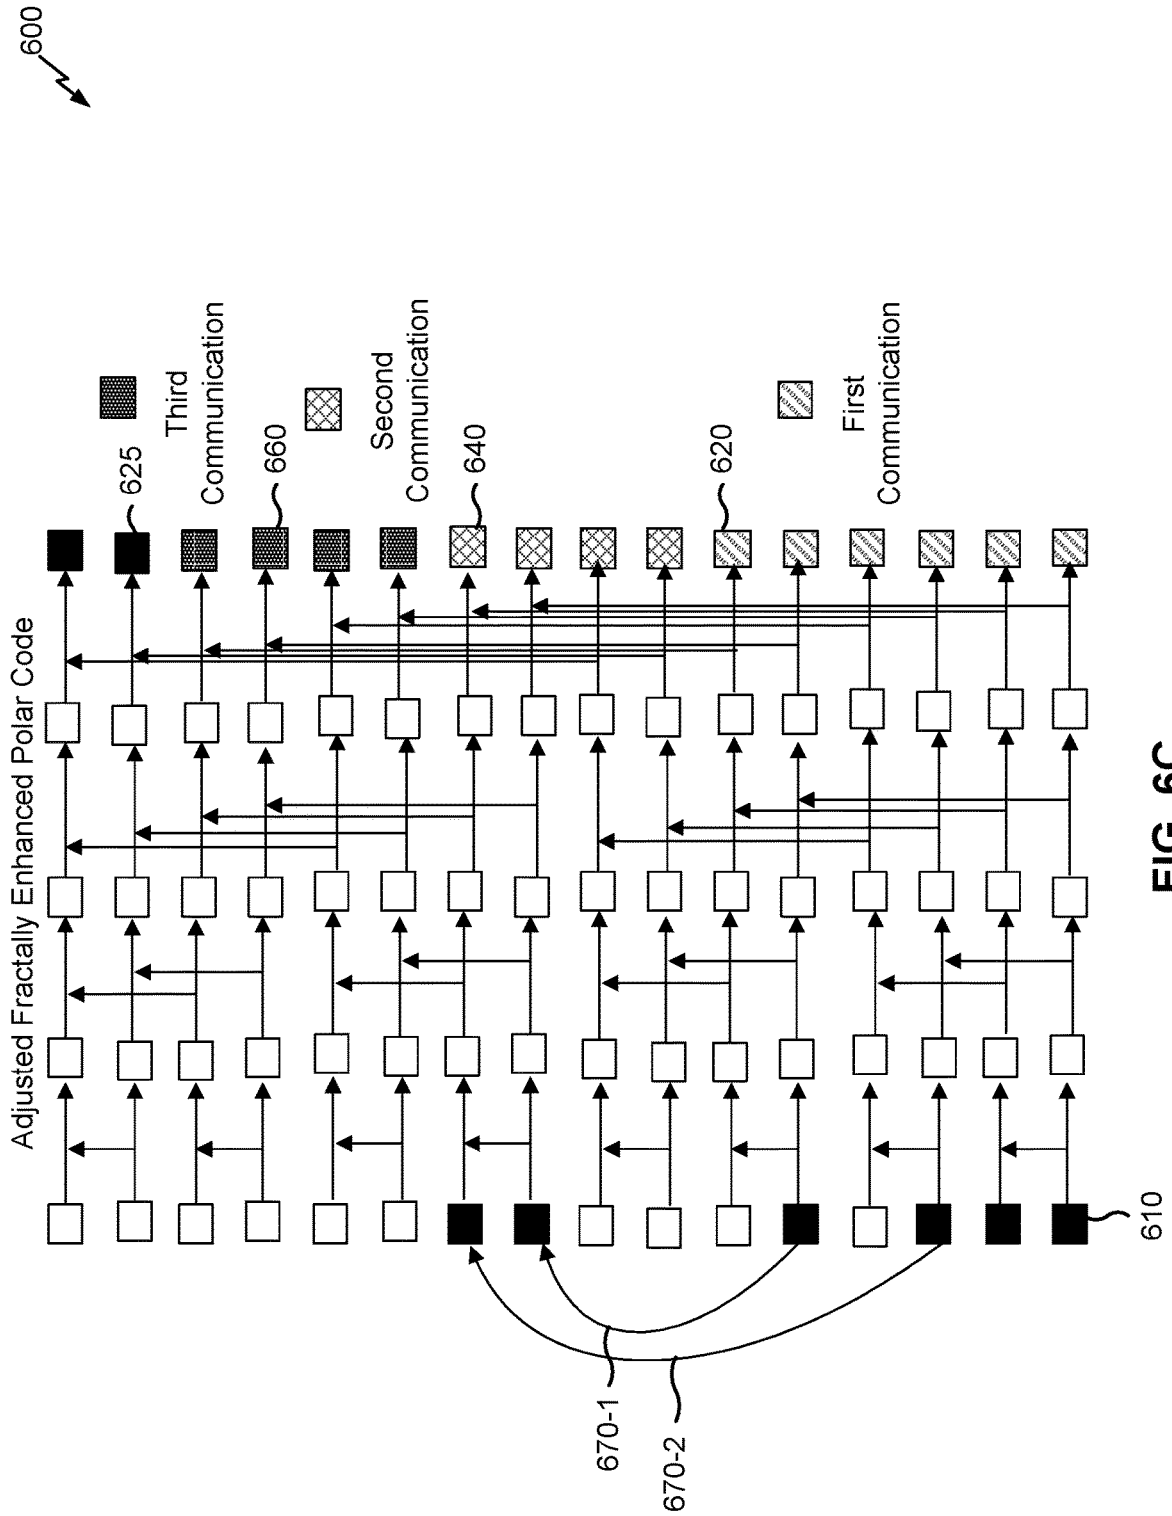 600
Adjusted Fractally Enhanced Polar Code
625
Third
Communication
660
Second
Communication
640
620
First
Communication
610
670-1
670-2
FIG. 6C